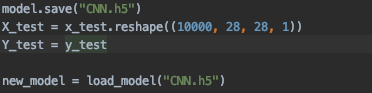 model.save("CNN.h5")
X_test = x_test.reshape((10000, 28, 28, 1))
Y_test = y_test
new_model = load_model("CNN.h5")